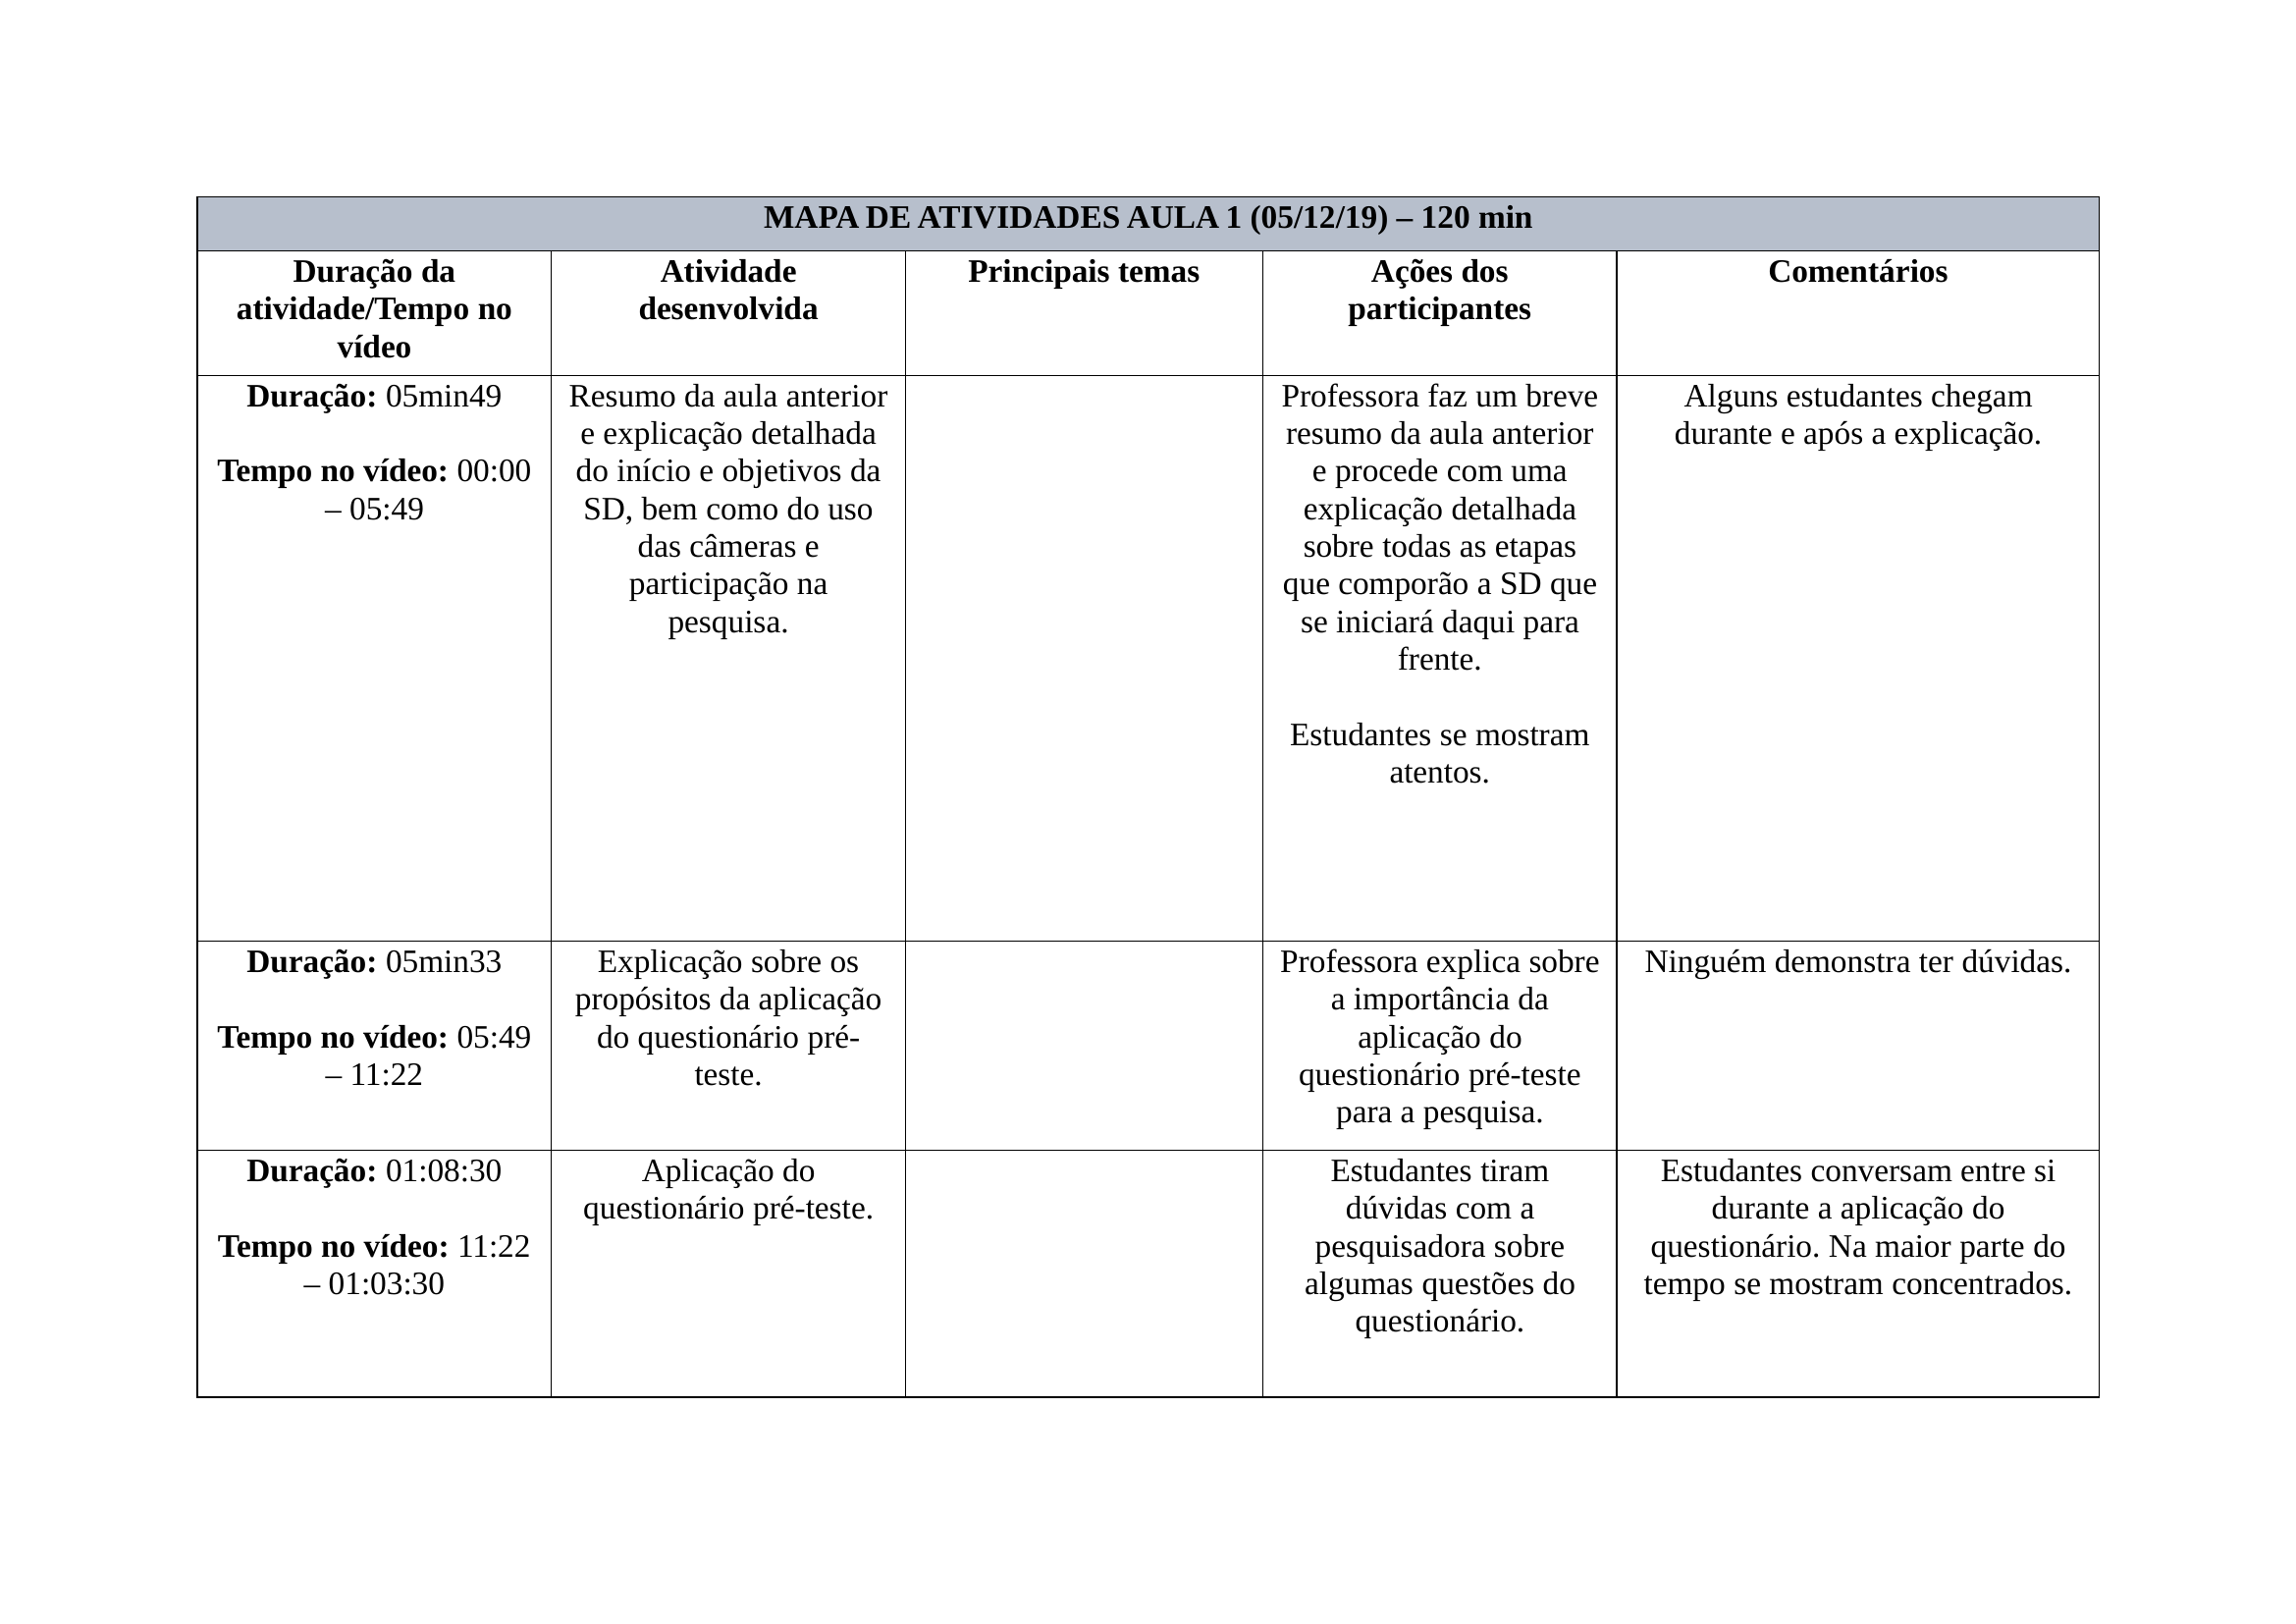 MAPA DE ATIVIDADES AULA 1 (05/12/19) – 120 min
Duração da
atividade/Tempo no
vídeo
Atividade
desenvolvida
Principais temas
Ações dos
participantes
Comentários
Duração: 05min49
Tempo no vídeo: 00:00
– 05:49
Resumo da aula anterior
e explicação detalhada
do início e objetivos da
SD, bem como do uso
das câmeras e
participação na
pesquisa.
Professora faz um breve
resumo da aula anterior
e procede com uma
explicação detalhada
sobre todas as etapas
que comporão a SD que
se iniciará daqui para
frente.
Estudantes se mostram
atentos.
Alguns estudantes chegam
durante e após a explicação.
Duração: 05min33
Tempo no vídeo: 05:49
– 11:22
Explicação sobre os
propósitos da aplicação
do questionário pré-
teste.
Professora explica sobre
a importância da
aplicação do
questionário pré-teste
para a pesquisa.
Ninguém demonstra ter dúvidas.
Duração: 01:08:30
Tempo no vídeo: 11:22
– 01:03:30
Aplicação do
questionário pré-teste.
Estudantes tiram
dúvidas com a
pesquisadora sobre
algumas questões do
questionário.
Estudantes conversam entre si
durante a aplicação do
questionário. Na maior parte do
tempo se mostram concentrados.